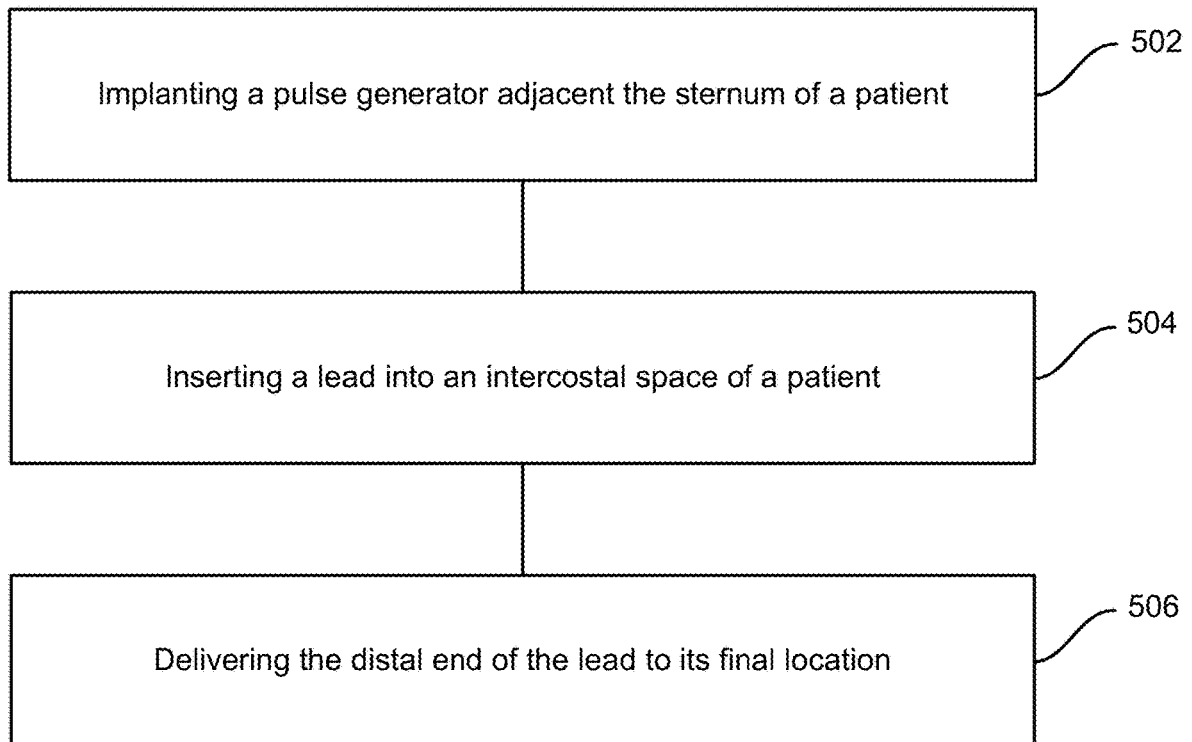 502
Implanting a pulse generator adjacent the sternum of a patient
504
Inserting a lead into an intercostal space of a patient
506
Delivering the distal end of the lead to its final location